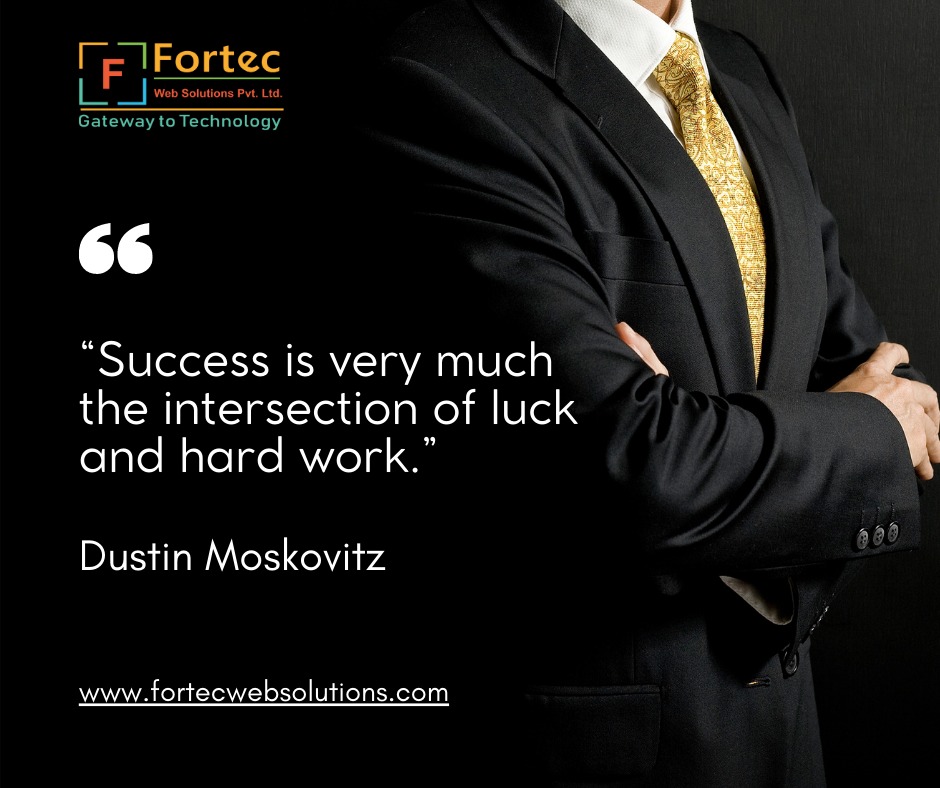 F
Fortec
Web Solutions Pvt. Ltd.
Gateway to Technology
“
“Success is very much
the intersection of luck
and hard work.”
Dustin Moskovitz
www.fortecwebsolutions.com